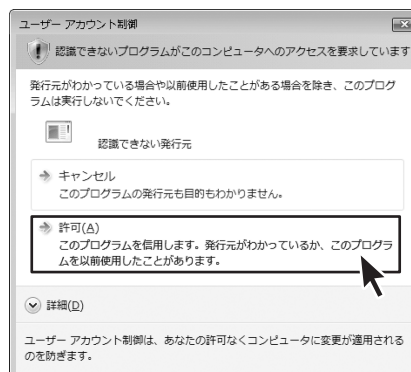 ユーザー アカウント制御
認識できないプログラムがこのコンピュータへのアクセスを要求しています
発行元がわかっている場合や以前使用したことがある場合を除き、このプログ
ラムは実行しないでください。
認識できない発行元
キャンセル
このプログラムの発行元も目的もわかりません。
許可(A)
このプログラムを信用します。発行元がわかっているか、このプログラ
ムを以前使用したことがあります。
詳細(D)
ユーザー アカウント制御は、あなたの許可なくコンピュータに変更が適用される
のを防ぎます。